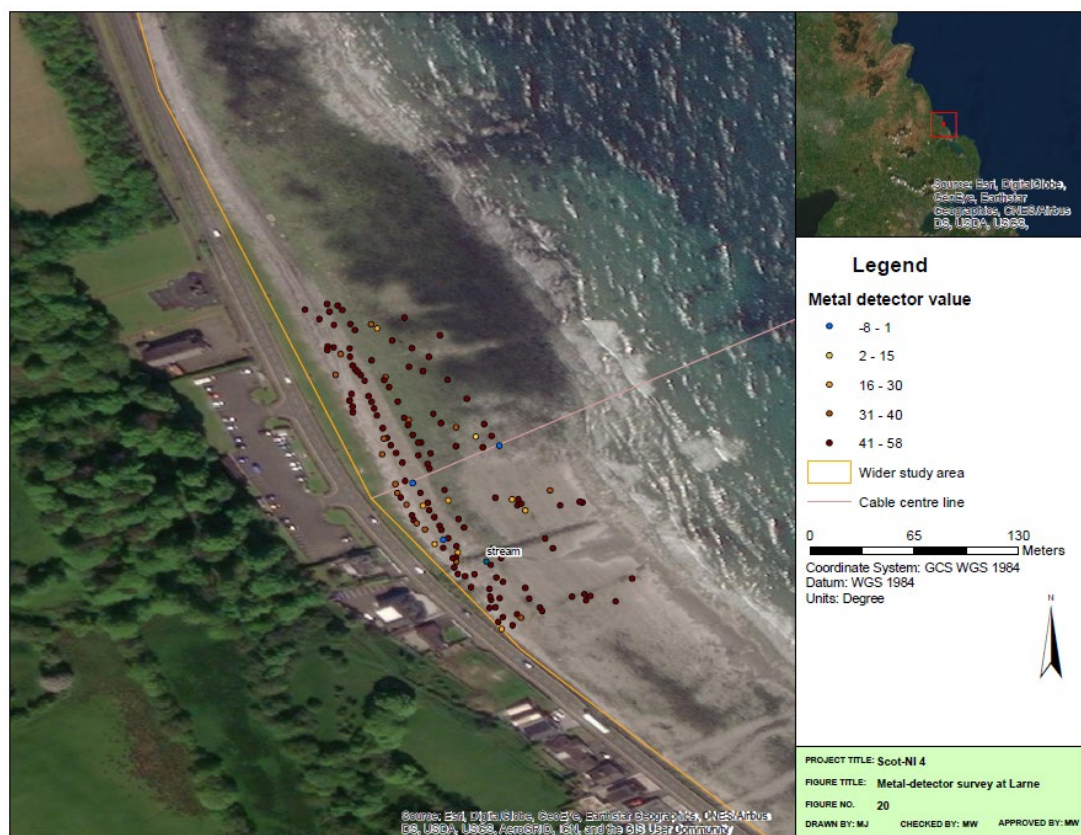 stream
Source: Esri, DigitalGlobe, GeoEye, Earthstar Geographics, CNES/Airbus
DS, USDA, USGS, AeroGRID, IGN, and the GIS User Community
Source: Esri, DigitalGlobe,
GeoEye, Earthstar
Geographics, CNES/Airbus
DS, USDA, USGS,
Legend
Metal detector value
-8 - 1
2 - 15
16 - 30
31 - 40
41 - 58
Wider study area
Cable centre line
0 65 130
Meters
Coordinate System: GCS WGS 1984
Datum: WGS 1984
Units: Degree
N
PROJECT TITLE: Scot-NI 4
FIGURE TITLE: Metal-detector survey at Larne
FIGURE NO. 20
DRAWN BY: MJ CHECKED BY: MW APPROVED BY: MW